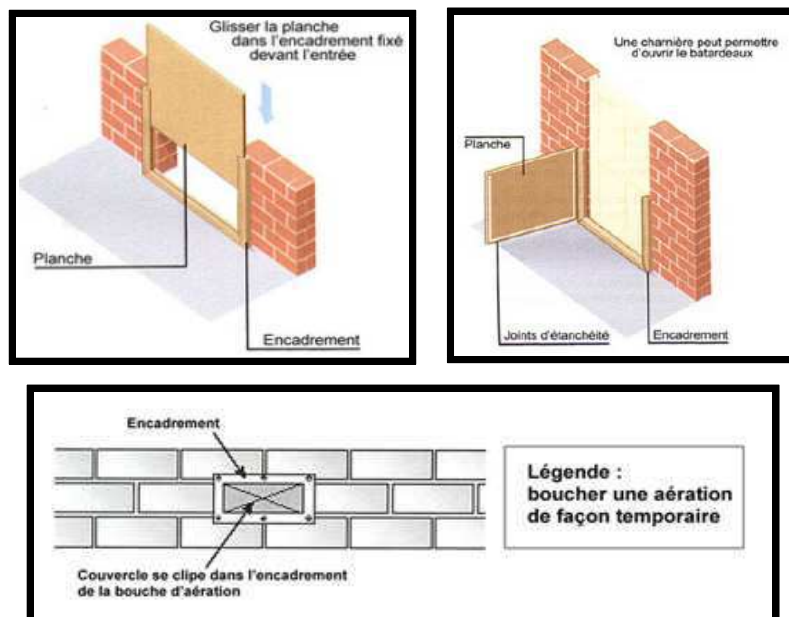 Glisser la planche
dans l'encadrement fixé
devant l'entrée
Planche
Encadrement
Une charnière peut permettre
d'ouvrir le batardeaux
Planche
Joints d'étanchéité
Encadrement
Encadrement
Couvercle se clipe dans l'encadrement
de la bouche d'aération
Légende :
boucher une aération
de façon temporaire